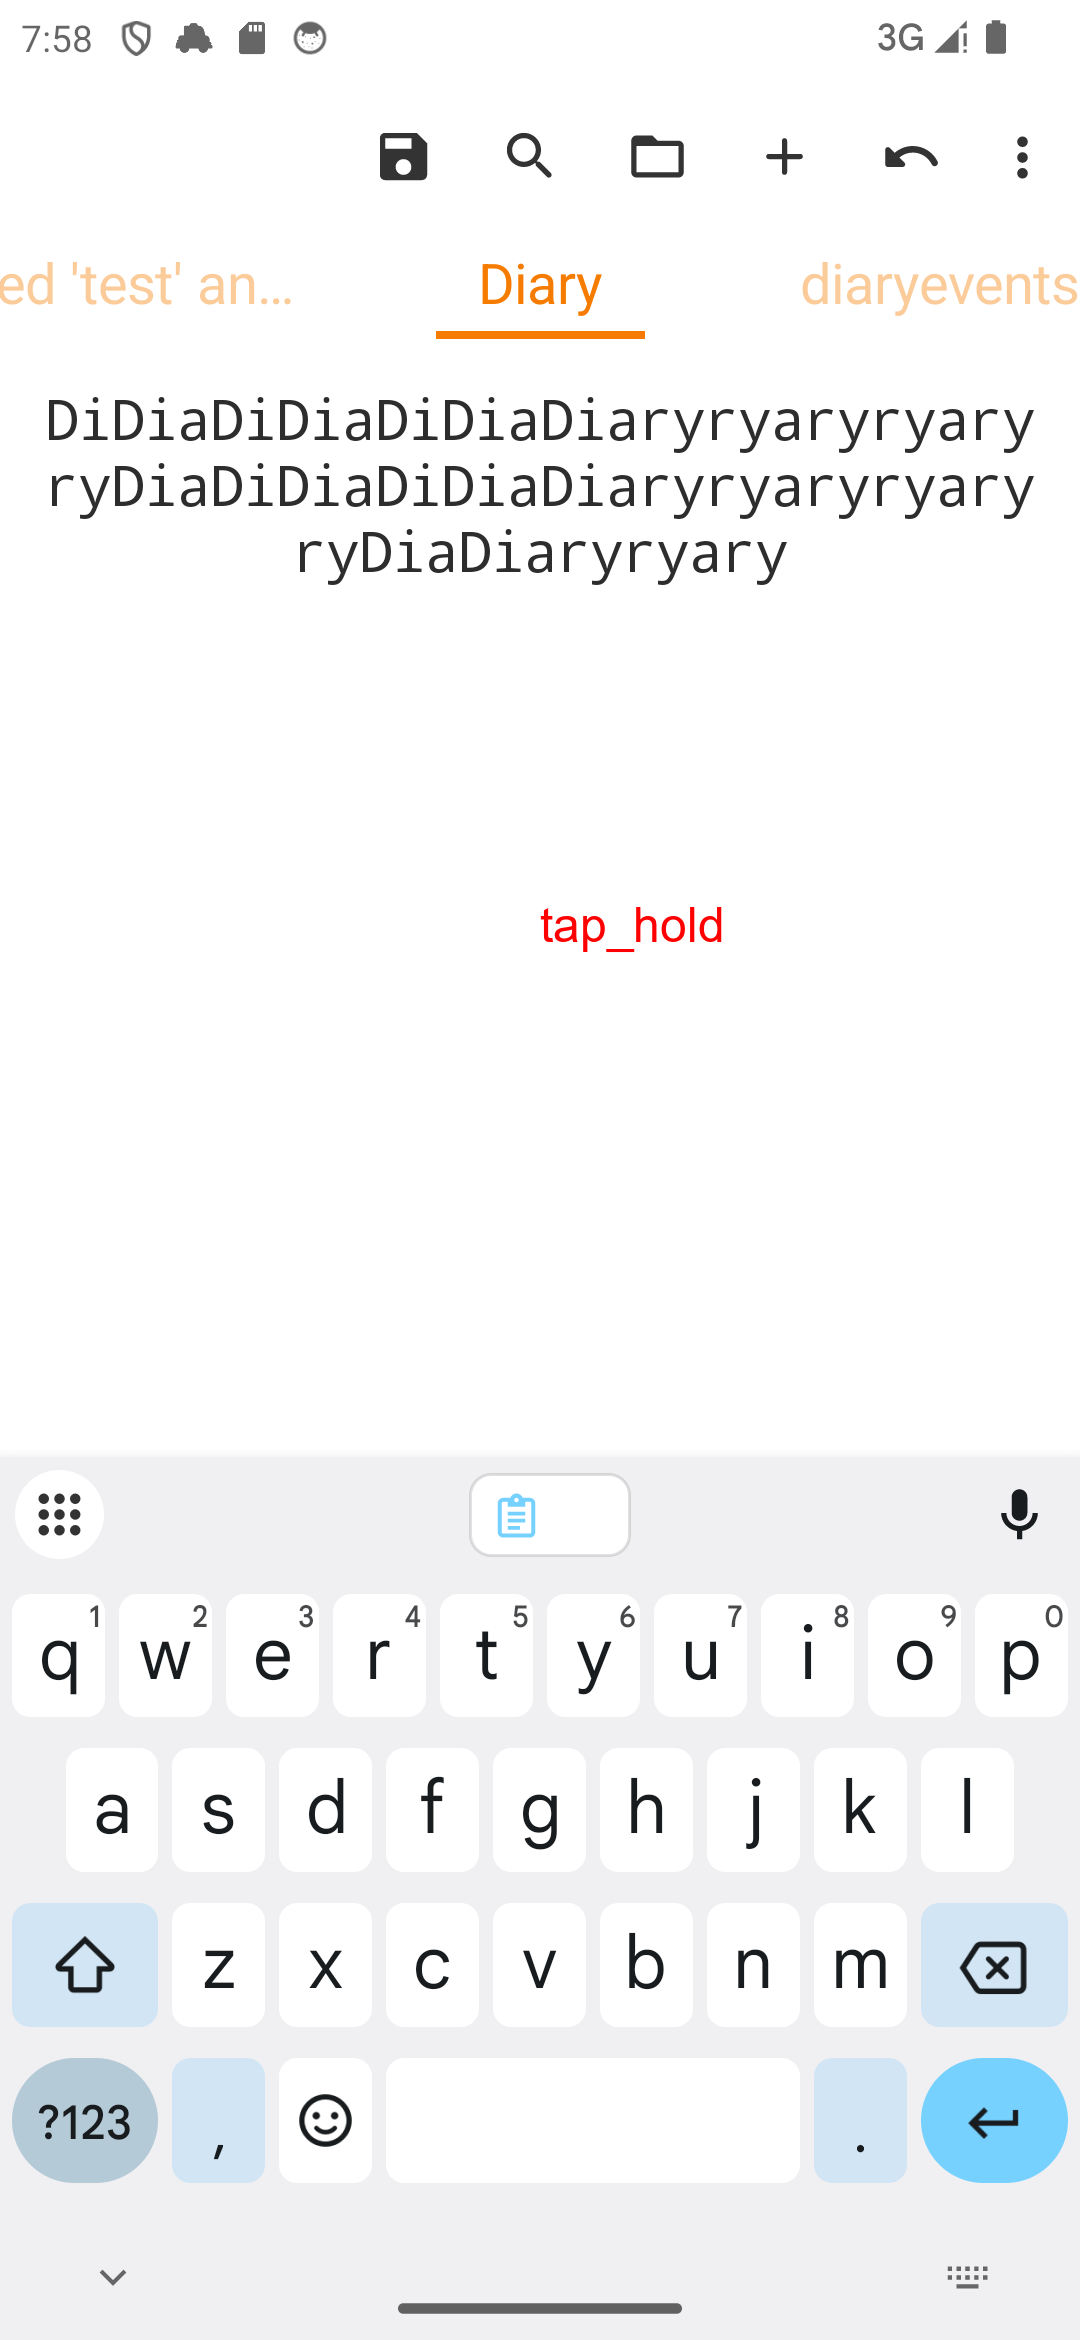 7:58
3G
ed 'test' an... Diary diaryevents
DiDiaDiDiaDiDiaDiaryryaryryary
ryDiaDiDiaDiDiaDiaryryaryryary
ryDiaDiaryryary
tap_hold
q 1 w 2 e 3 r 4 t 5 y 6 u 7 i 8 o 9 p 0
a s d f g h j k l
z x c v b n m
?123 , .